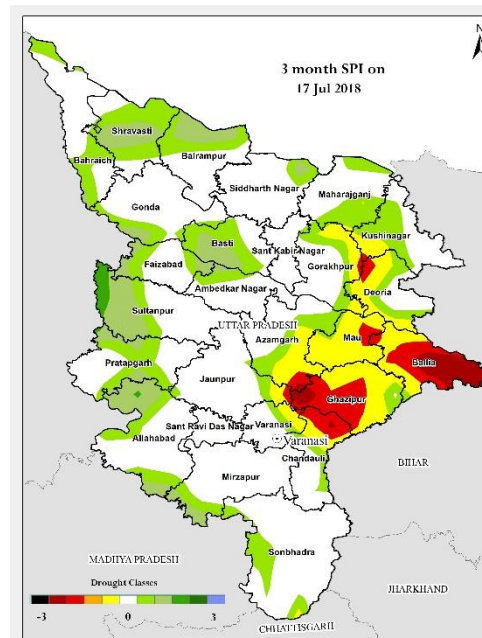 N
3 month SPI on
17 Jul 2018
Shravasti
Bahraich
Balrampur
Siddharth Nagar
Maharajganj
Gonda
Kushinagar
Basti
Sant Kabir Nagar
Gorakhpur
Faizabad
Deoria
Ambedkar Nagar
Sultanpur
UTTAR PRADESH
Azamgarh
Mau
Ballia
Pratapgarh
Jaunpur
Ghazipur
Allahabad
Sant Ravi Das Nagar
Varanasi
Varanasi
Chandauli
BIHAR
Mirzapur
Sonbhadra
MADHYA PRADESH
JHARKHAND
Drought Classes
-3 0 3
CHHATTISGARH